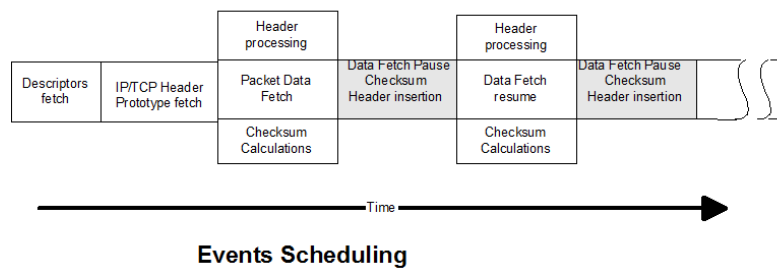 Header
processing
Header
processing
Descriptors
fetch
IP/TCP Header
Prototype fetch
Packet Data
Fetch
Data Fetch Pause
Checksum
Header insertion
Data Fetch
resume
Data Fetch Pause
Checksum
Header insertion
Checksum
Calculations
Checksum
Calculations
Time
Events Scheduling